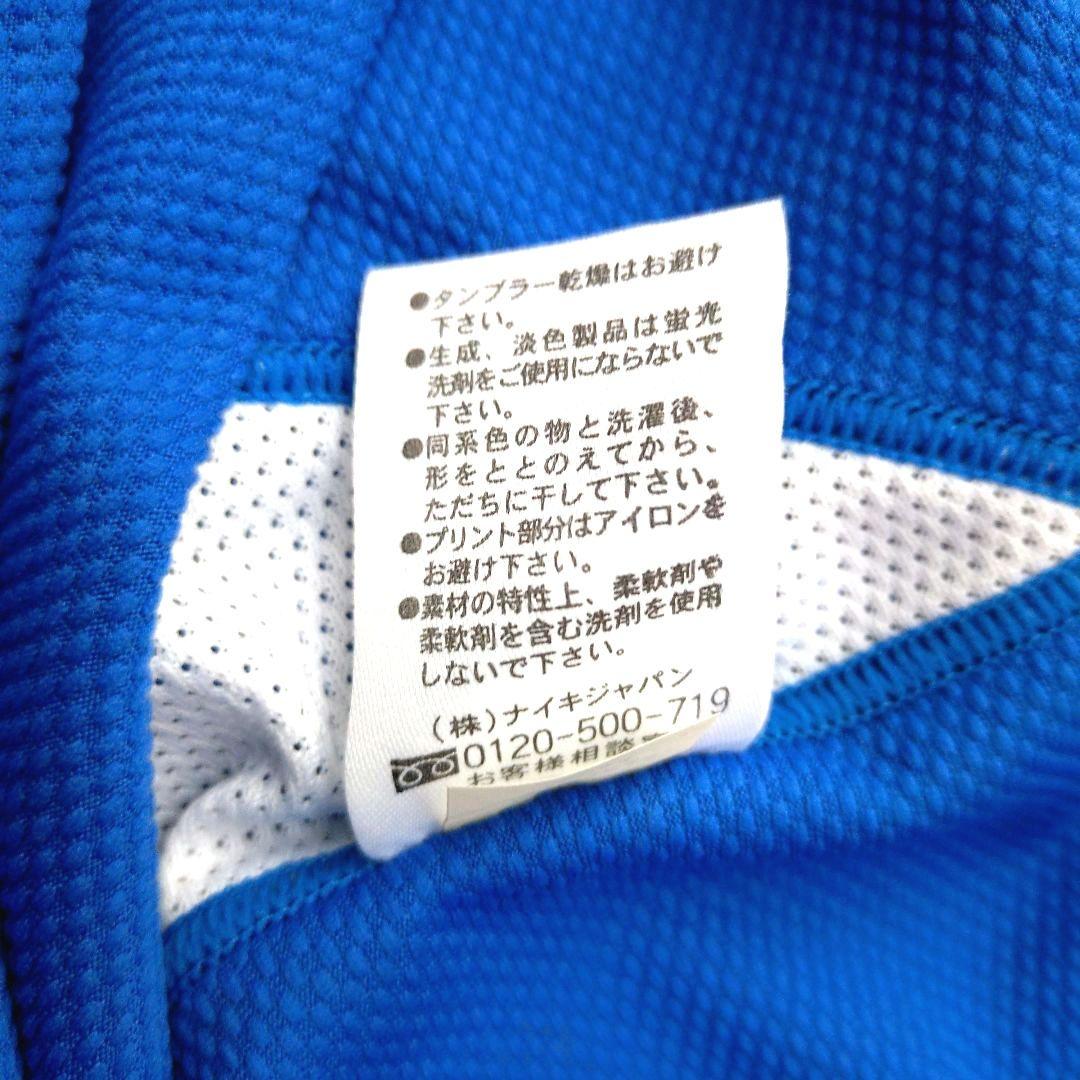 ●タンブラー乾燥はお避け
下さい。
●生成、淡色製品は蛍光
洗剤をご使用にならないで
下さい。
●同系色の物と洗濯後、
形をととのえてから、
ただちに干して下さい。
●プリント部分はアイロンを
お避け下さい。
●素材の特性上、柔軟剤や
柔軟剤を含む洗剤を使用
しないで下さい。
(株)ナイキジャパン
0120-500-719
お客様相談